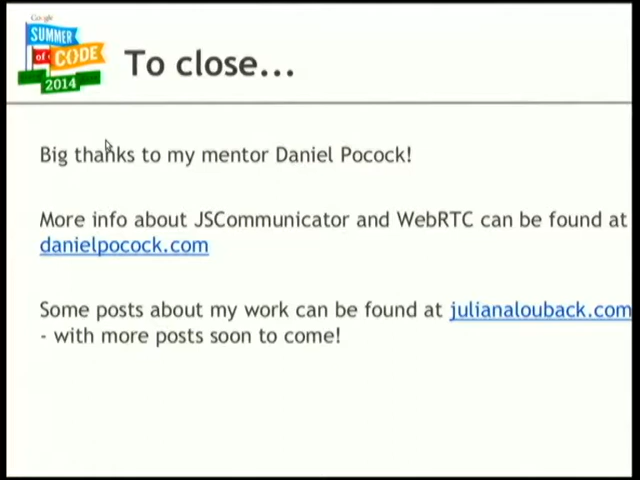 Google
SUMMER
of CODE
2014
To close...
Big thanks to my mentor Daniel Pocock!
More info about JSCommunicator and WebRTC can be found at
danielpocock.com
Some posts about my work can be found at julianalouback.com
- with more posts soon to come!